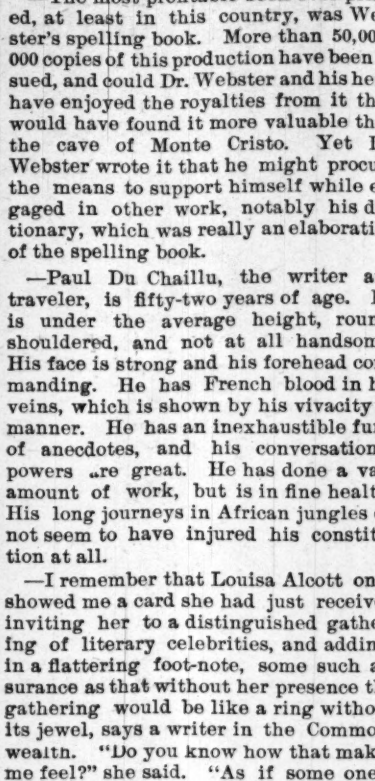 ed, at least in this country, was We
ster's spelling book. More than 50,00
000 copies of this production have been
sued, and could Dr. Webster and his he
have enjoyed the royalties from it th
would have found it more valuable th
the cave of Monte Cristo. Yet
Webster wrote it that he might procu
the means to support himself while e
gaged in other work, notably his d
tionary, which was really an elaborati
of the spelling book.
—Paul Du Chaillu, the writer a
traveler, is fifty-two years of age.
is under the average height, roun
shouldered, and not at all handsom
His face is strong and his forehead co
manding. He has French blood in h
veins, which is shown by his vivacity
manner. He has an inexhaustible fu
of anecdotes, and his conversation
powers are great. He has done a va
amount of work, but is in fine healt
His long journeys in African jungles
not seem to have injured his constit
tion at all.
—I remember that Louisa Alcott on
showed me a card she had just receiv
inviting her to a distinguished gathe
ing of literary celebrities, and addin
in a flattering foot-note, some such a
surance as that without her presence t
gathering would be like a ring witho
its jewel, says a writer in the Commo
wealth. "Do you know how that mak
me feel?" she said. "As if some one